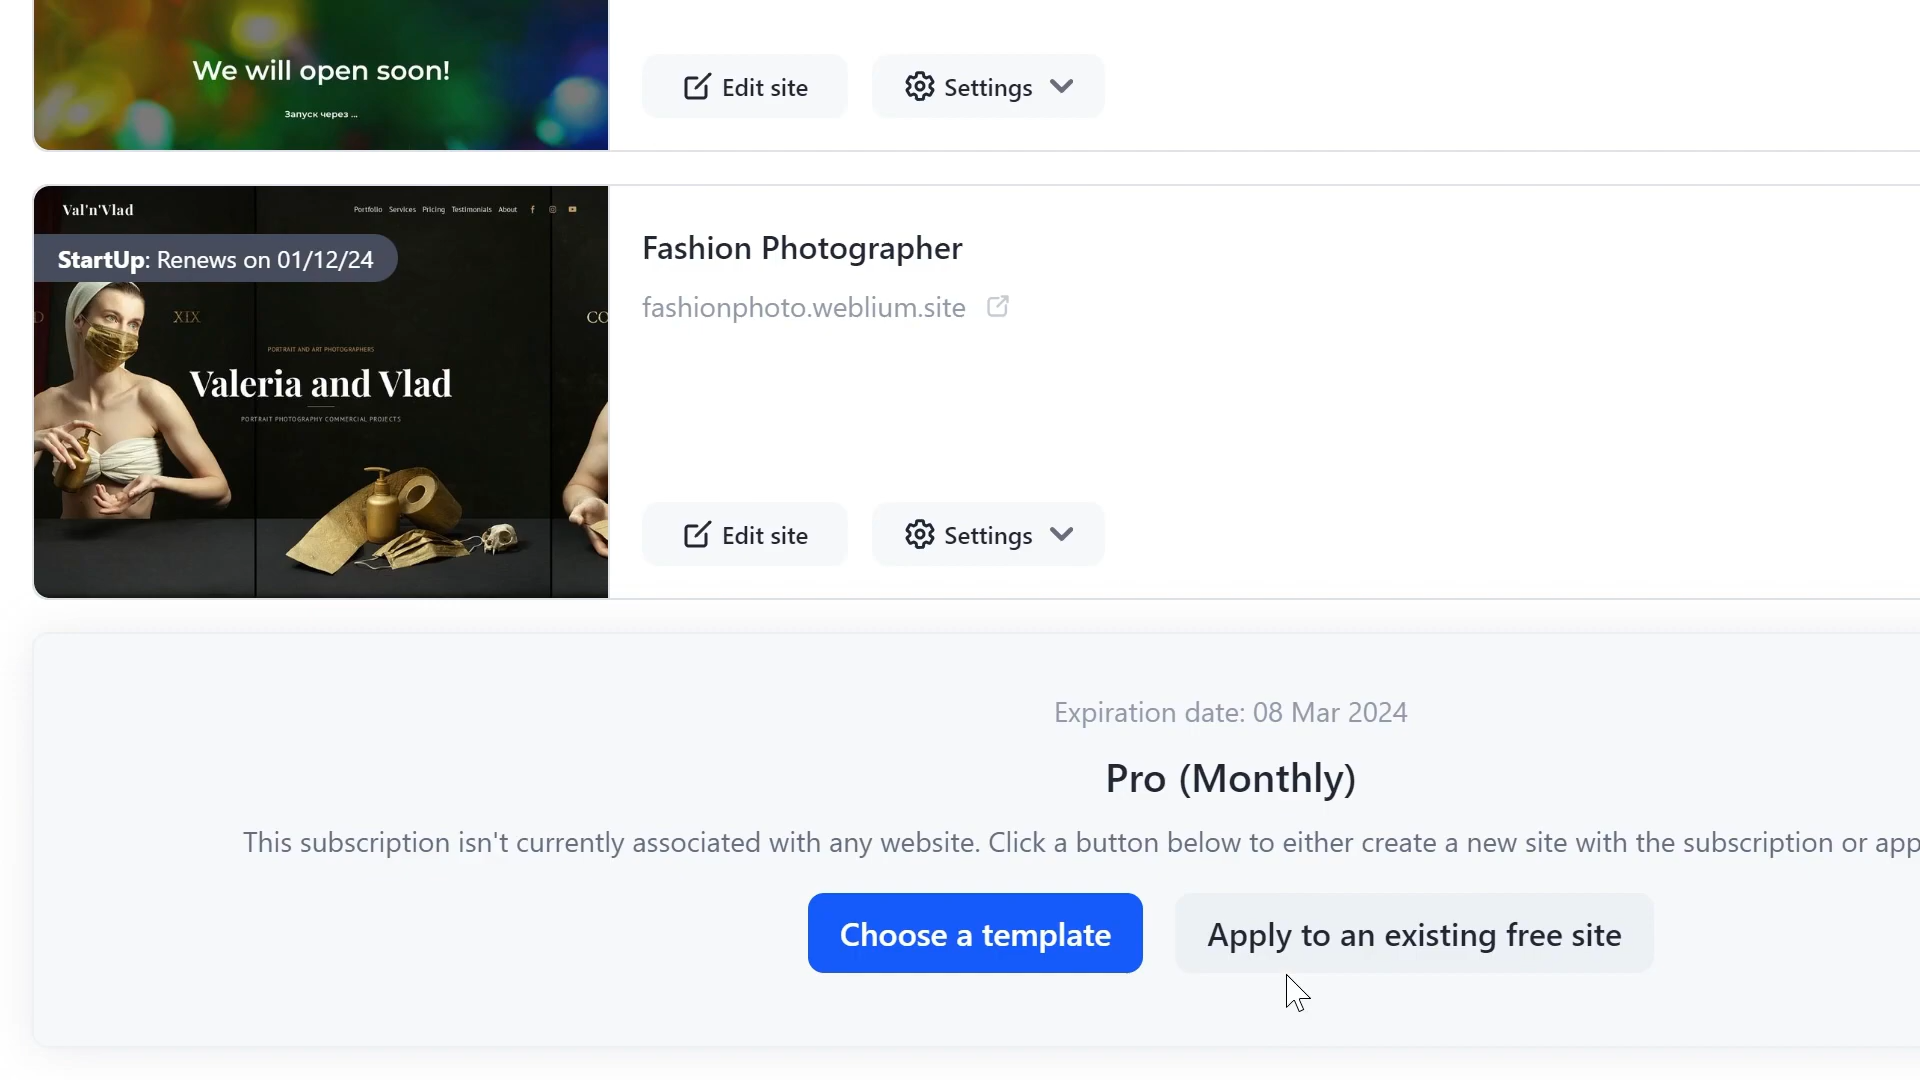 We will open soon!
Запуск через ...
Edit site
Settings
Val'n'Vlad
Portfolio Services Pricing Testimonials About
StartUp: Renews on 01/12/24
Fashion Photographer
fashionphoto.weblium.site
XIX
CO
PORTRAIT AND ART PHOTOGRAPHERS
Valeria and Vlad
PORTRAIT PHOTOGRAPHY COMMERCIAL PROJECTS
Edit site
Settings
Expiration date: 08 Mar 2024
Pro (Monthly)
This subscription isn't currently associated with any website. Click a button below to either create a new site with the subscription or app
Choose a template
Apply to an existing free site